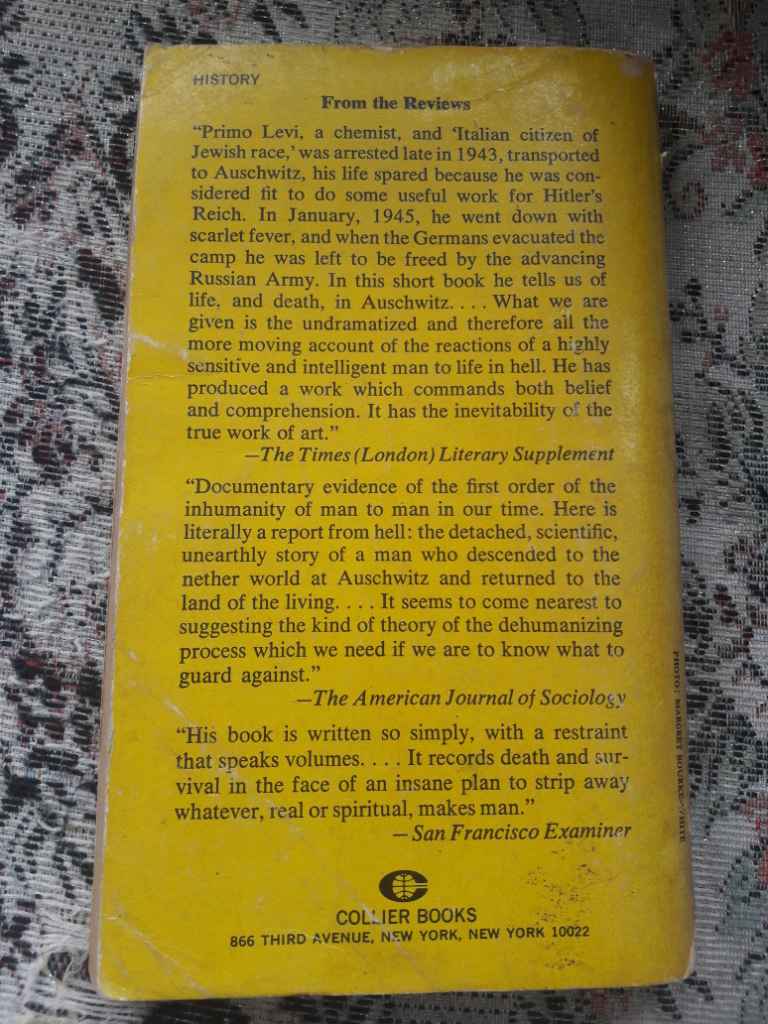 HISTORY
From the Reviews
“Primo Levi, a chemist, and ‘Italian citizen of
Jewish race,’ was arrested late in 1943, transported
to Auschwitz, his life spared because he was con-
sidered fit to do some useful work for Hitler’s
Reich. In January, 1945, he went down with
scarlet fever, and when the Germans evacuated the
camp he was left to be freed by the advancing
Russian Army. In this short book he tells us of
life, and death, in Auschwitz. . . . What we are
given is the undramatized and therefore all the
more moving account of the reactions of a highly
sensitive and intelligent man to life in hell. He has
produced a work which commands both belief
and comprehension. It has the inevitability of the
true work of art.”
—The Times (London) Literary Supplement
“Documentary evidence of the first order of the
inhumanity of man to man in our time. Here is
literally a report from hell: the detached, scientific,
unearthly story of a man who descended to the
nether world at Auschwitz and returned to the
land of the living. . . . It seems to come nearest to
suggesting the kind of theory of the dehumanizing
process which we need if we are to know what to
guard against.”
—The American Journal of Sociology
“His book is written so simply, with a restraint
that speaks volumes. . . . It records death and sur-
vival in the face of an insane plan to strip away
whatever, real or spiritual, makes man.”
—San Francisco Examiner
COLLIER BOOKS
866 THIRD AVENUE, NEW YORK, NEW YORK 10022
PHOTO: MARGRET BOURKE-WHITE